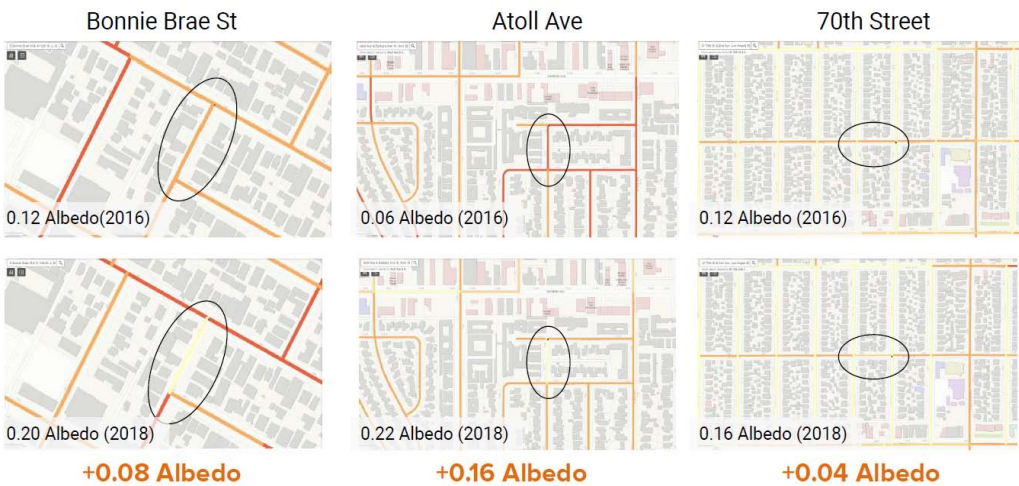 Bonnie Brae St
Atoll Ave
70th Street
0.12 Albedo(2016)
0.06 Albedo (2016)
0.12 Albedo (2016)
0.20 Albedo (2018)
0.22 Albedo (2018)
0.16 Albedo (2018)
+0.08 Albedo
+0.16 Albedo
+0.04 Albedo